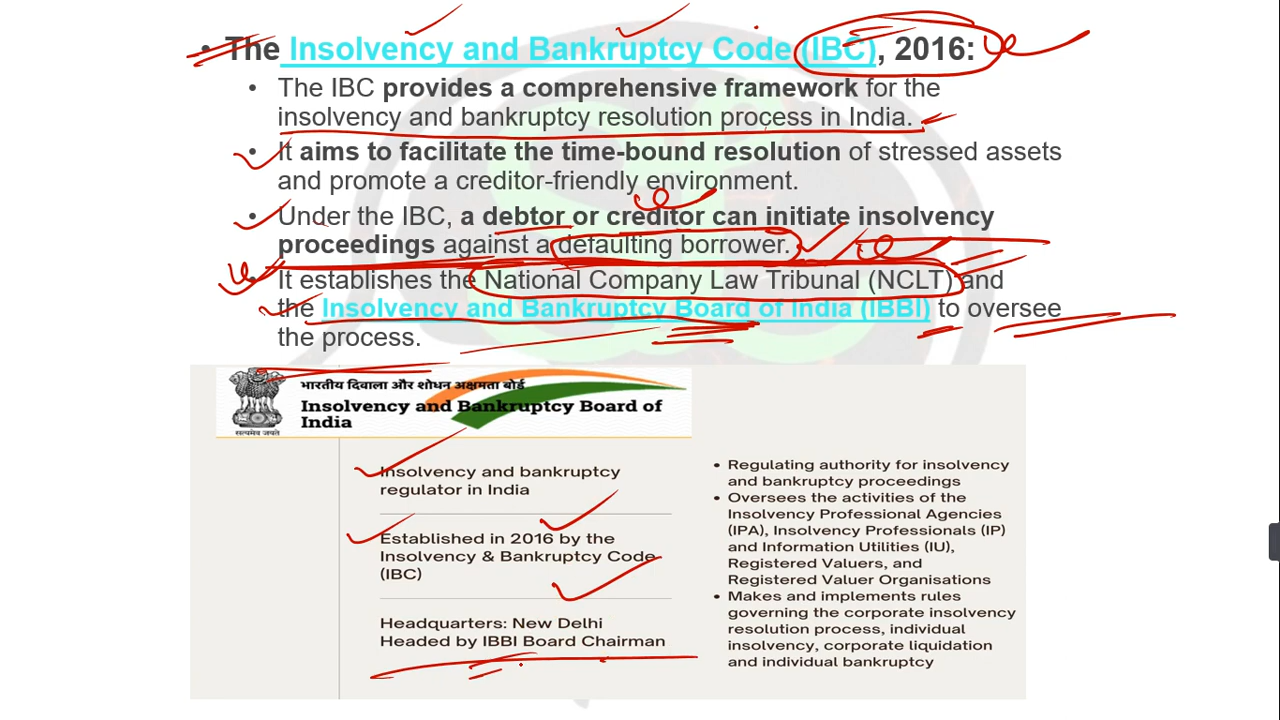 • The Insolvency and Bankruptcy Code (IBC), 2016:
• The IBC provides a comprehensive framework for the
insolvency and bankruptcy resolution process in India.
• It aims to facilitate the time-bound resolution of stressed assets
and promote a creditor-friendly environment.
• Under the IBC, a debtor or creditor can initiate insolvency
proceedings against a defaulting borrower.
• It establishes the National Company Law Tribunal (NCLT) and
the Insolvency and Bankruptcy Board of India (IBBI) to oversee
the process.
भारतीय दिवाला और शोधन अक्षमता बोर्ड
Insolvency and Bankruptcy Board of
India
सत्यमेव जयते
Insolvency and bankruptcy
regulator in India
Established in 2016 by the
Insolvency & Bankruptcy Code
(IBC)
Headquarters: New Delhi
Headed by IBBI Board Chairman
• Regulating authority for insolvency
and bankruptcy proceedings
• Oversees the activities of the
Insolvency Professional Agencies
(IPA), Insolvency Professionals (IP)
and Information Utilities (IU),
Registered Valuers, and
Registered Valuer Organisations
• Makes and implements rules
governing the corporate insolvency
resolution process, individual
insolvency, corporate liquidation
and individual bankruptcy